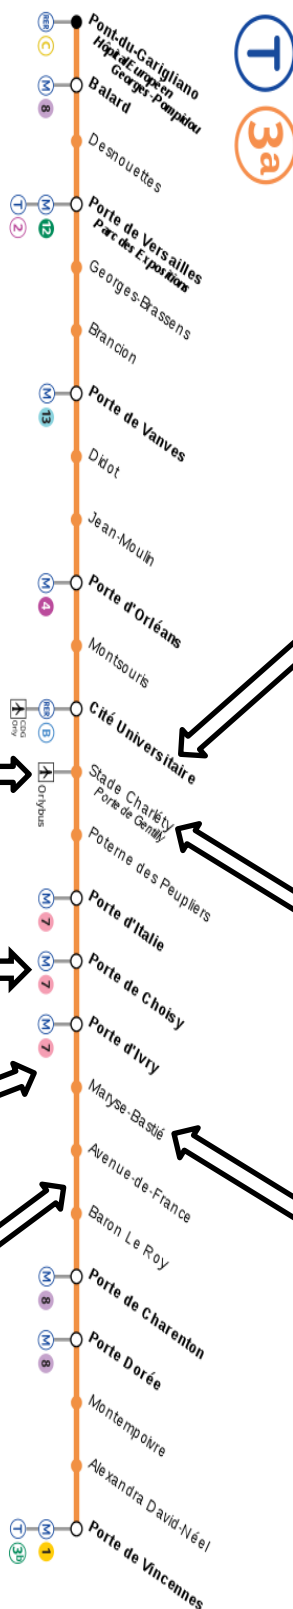 T
3a
Pont-du-Garigliano
Hôpital Européen
Georges-Pompidou
RER
C
Balard
M
8
Desnouettes
Porte de Versailles
Parc des Expositions
M
12
T
2
Georges-Brassens
Brancion
Porte de Vanves
M
13
Didot
Jean-Moulin
Porte d'Orléans
M
4
Montsouris
Cité Universitaire
RER
B
CDG
Orly
Stade Charléty
Porte de Gentilly
Orlybus
Poterne des Peupliers
Porte d'Italie
M
7
Porte de Choisy
M
7
Porte d'Ivry
M
7
Maryse-Bastié
Avenue-de-France
Baron Le Roy
Porte de Charenton
M
8
Porte Dorée
M
8
Montempoivre
Alexandra David-Néel
Porte de Vincennes
M
1
T
3b